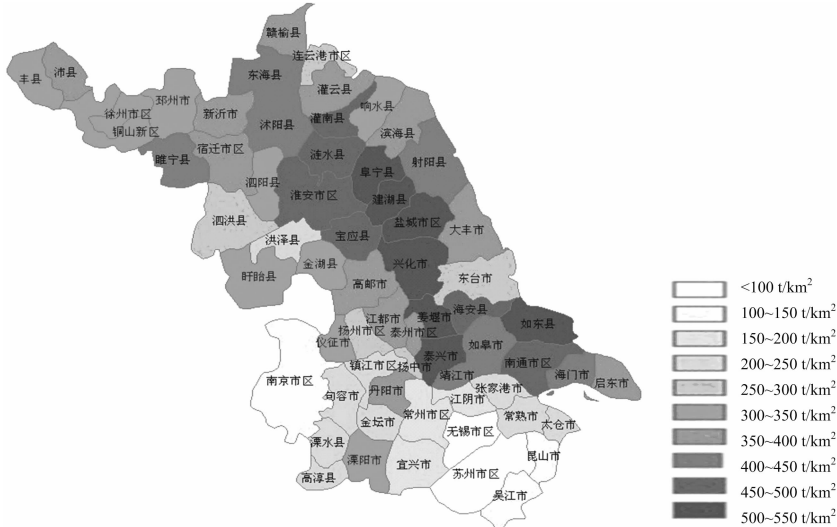 赣榆县
连云港市区
东海县
丰县
沛县
灌云县
邳州市
徐州市区
新沂市
响水县
铜山新区
沭阳县
灌南县
滨海县
睢宁县
宿迁市区
涟水县
射阳县
泗阳县
阜宁县
淮安市区
建湖县
泗洪县
盐城市区
大丰市
洪泽县
宝应县
盱眙县
金湖县
兴化市
东台市
高邮市
江都市
姜堰市
海安县
扬州市区
泰州市区
如东县
仪征市
如皋市
泰兴市
镇江市区
扬中市
南通市区
南京市区
靖江市
海门市
启东市
句容市
丹阳市
张家港市
江阴市
金坛市
常州市区
常熟市
太仓市
无锡市区
溧水县
溧阳市
宜兴市
昆山市
高淳县
苏州市区
吴江市
<100 t/km²
100~150 t/km²
150~200 t/km²
200~250 t/km²
250~300 t/km²
300~350 t/km²
350~400 t/km²
400~450 t/km²
450~500 t/km²
500~550 t/km²